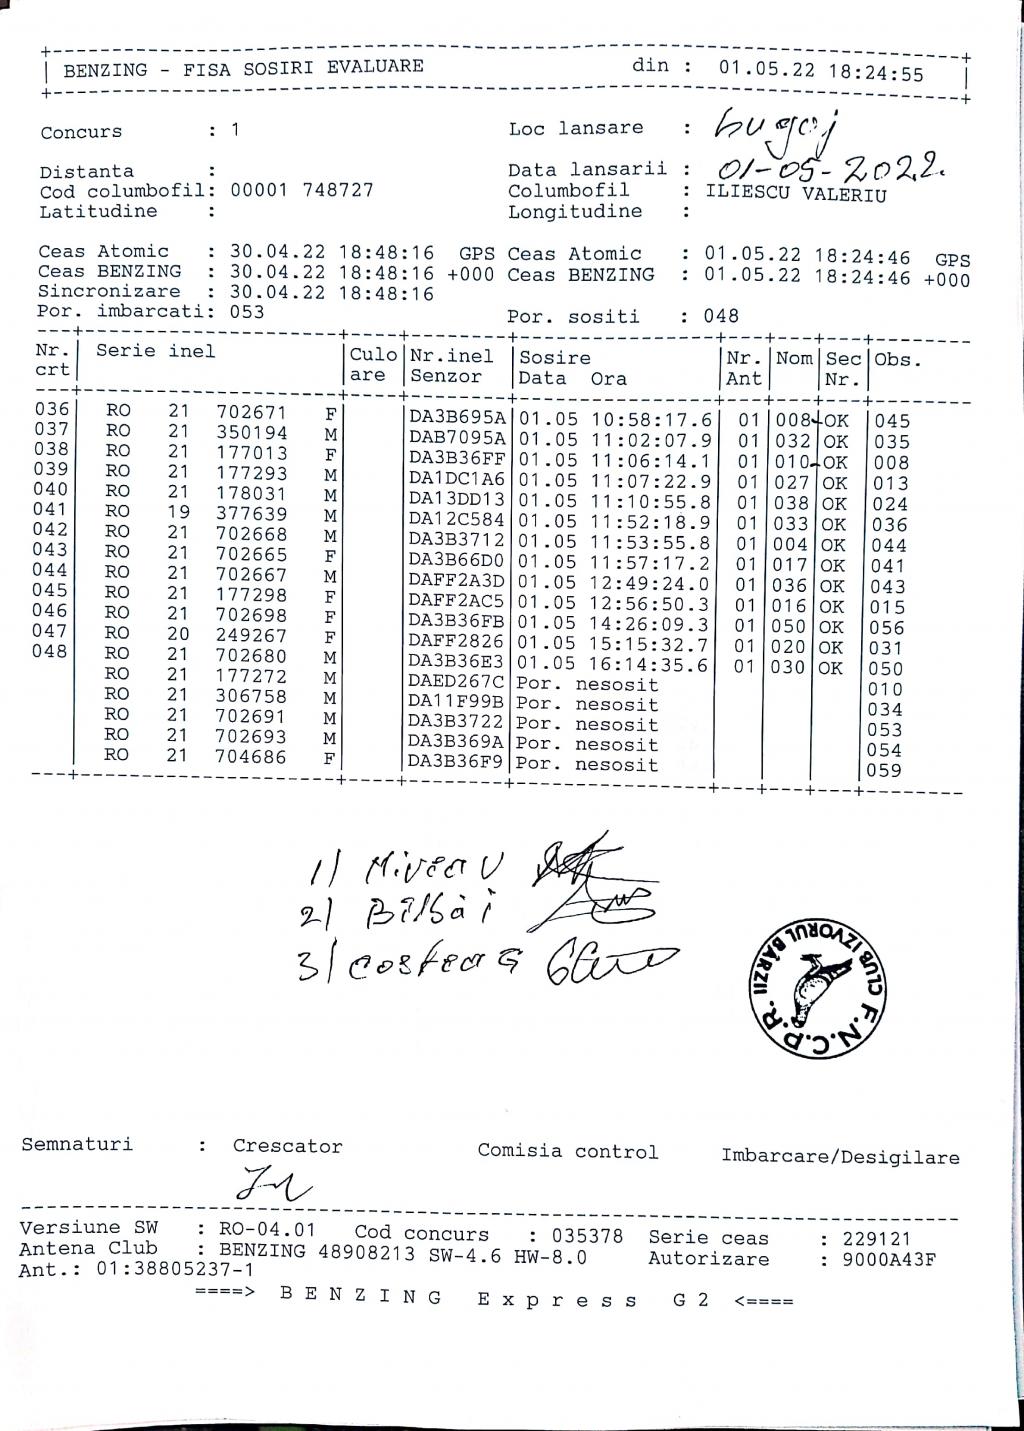 BENZING - FISA SOSIRI EVALUARE din : 01.05.22 18:24:55
Concurs : 1 Loc lansare : Lugoj
Distanta : Data lansarii : 01-05-2022.
Cod columbofil: 00001 748727 Columbofil : ILIESCU VALERIU
Latitudine : Longitudine :
Ceas Atomic : 30.04.22 18:48:16 GPS Ceas Atomic : 01.05.22 18:24:46 GPS
Ceas BENZING : 30.04.22 18:48:16 +000 Ceas BENZING : 01.05.22 18:24:46 +000
Sincronizare : 30.04.22 18:48:16
Por. imbarcati: 053 Por. sositi : 048
Nr. Serie inel Culo Nr.inel Sosire Nr. Nom Sec Obs.
crt are Senzor Data Ora Ant Nr.
036 RO 21 702671 F DA3B695A 01.05 10:58:17.6 01 008 OK 045
037 RO 21 350194 M DAB7095A 01.05 11:02:07.9 01 032 OK 035
038 RO 21 177013 F DA3B36FF 01.05 11:06:14.1 01 010 OK 008
039 RO 21 177293 M DA1DC1A6 01.05 11:07:22.9 01 027 OK 013
040 RO 21 178031 M DA13DD13 01.05 11:10:55.8 01 038 OK 024
041 RO 19 377639 M DA12C584 01.05 11:52:18.9 01 033 OK 036
042 RO 21 702668 M DA3B3712 01.05 11:53:55.8 01 004 OK 044
043 RO 21 702665 F DA3B66D0 01.05 11:57:17.2 01 017 OK 041
044 RO 21 702667 M DAFF2A3D 01.05 12:49:24.0 01 036 OK 043
045 RO 21 177298 F DAFF2AC5 01.05 12:56:50.3 01 016 OK 015
046 RO 21 702698 F DA3B36FB 01.05 14:26:09.3 01 050 OK 056
047 RO 20 249267 F DAFF2826 01.05 15:15:32.7 01 020 OK 031
048 RO 21 702680 M DA3B36E3 01.05 16:14:35.6 01 030 OK 050
RO 21 177272 M DAED267C Por. nesosit 010
RO 21 306758 M DA11F99B Por. nesosit 034
RO 21 702691 M DA3B3722 Por. nesosit 053
RO 21 702693 M DA3B369A Por. nesosit 054
RO 21 704686 F DA3B36F9 Por. nesosit 059
1)
2)
3) Costea G
CLUB IZVORUL BÂRZII
F.N.C.P.R.
Semnaturi : Crescator Comisia control Imbarcare/Desigilare
Versiune SW : RO-04.01 Cod concurs : 035378 Serie ceas : 229121
Antena Club : BENZING 48908213 SW-4.6 HW-8.0 Autorizare : 9000A43F
Ant.: 01:38805237-1
====> B E N Z I N G E x p r e s s G 2 <====